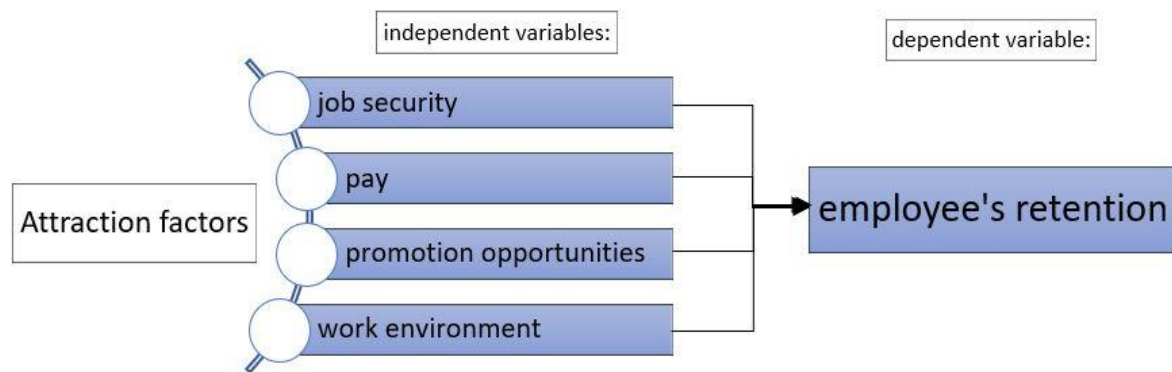 independent variables:
dependent variable:
job security
pay
Attraction factors
promotion opportunities
work environment
employee's retention